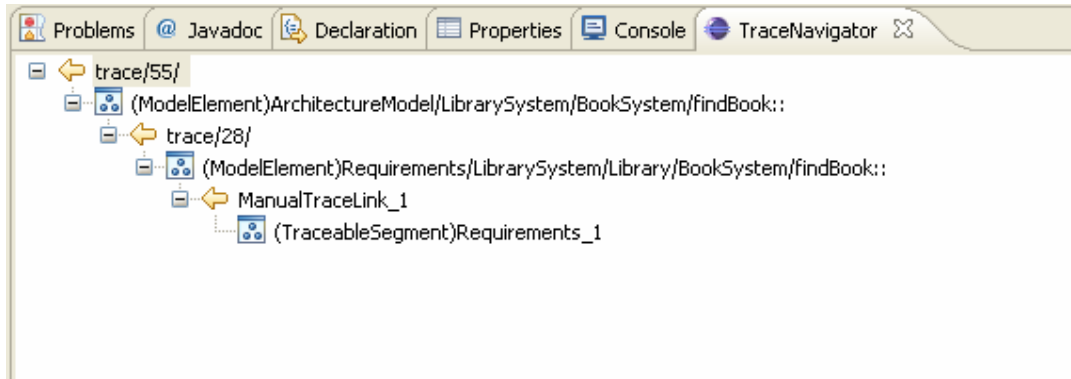 Problems @ Javadoc Declaration Properties Console TraceNavigator
trace/55/
(ModelElement)ArchitectureModel/LibrarySystem/BookSystem/findBook::
trace/28/
(ModelElement)Requirements/LibrarySystem/Library/BookSystem/findBook::
ManualTraceLink_1
(TraceableSegment)Requirements_1